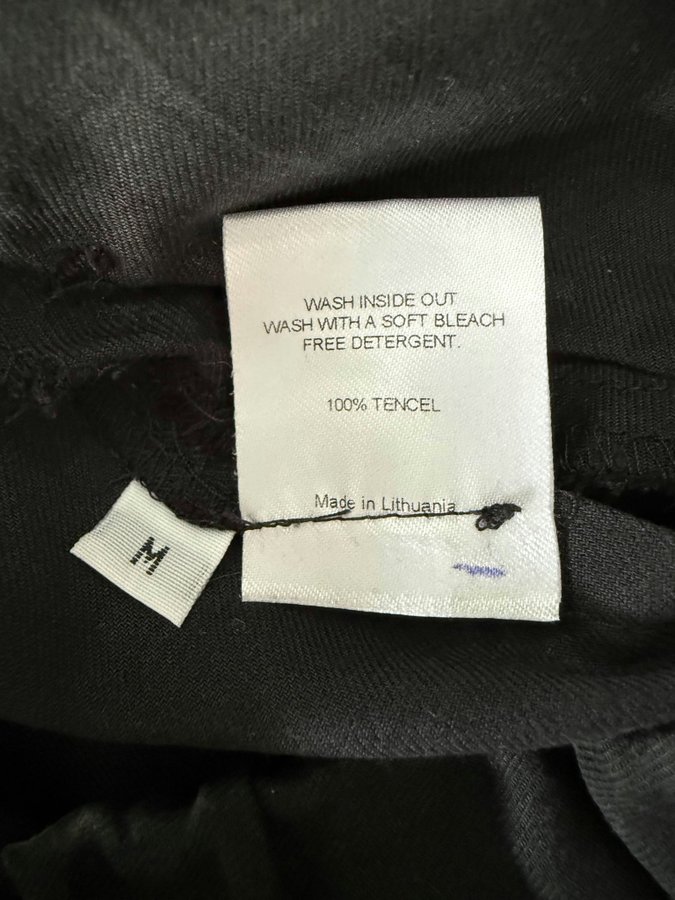 WASH INSIDE OUT
WASH WITH A SOFT BLEACH
FREE DETERGENT.
100% TENCEL
Made in Lithuania
M